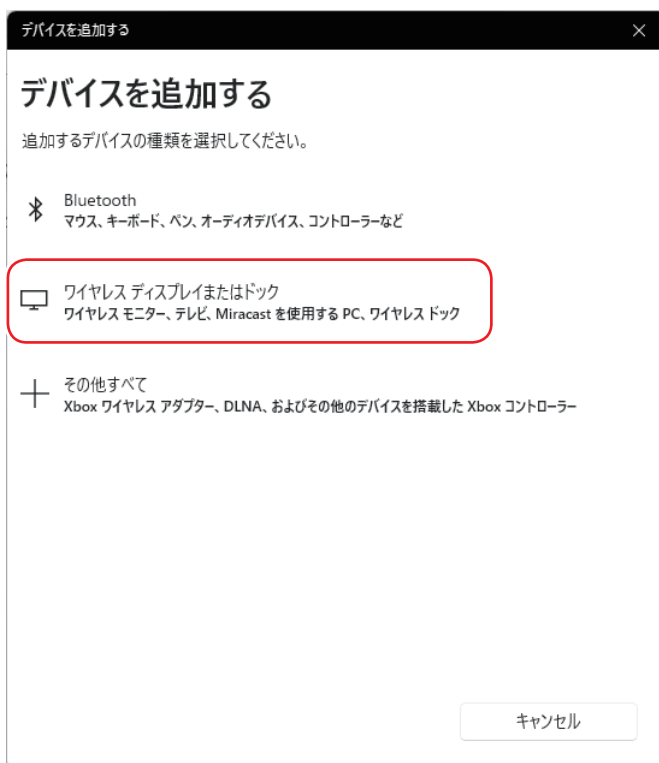 デバイスを追加する
デバイスを追加する
追加するデバイスの種類を選択してください。
Bluetooth
マウス、キーボード、ペン、オーディオデバイス、コントローラーなど
ワイヤレス ディスプレイまたはドック
ワイヤレス モニター、テレビ、Miracast を使用する PC、ワイヤレス ドック
その他すべて
Xbox ワイヤレス アダプター、DLNA、およびその他のデバイスを搭載した Xbox コントローラー
キャンセル